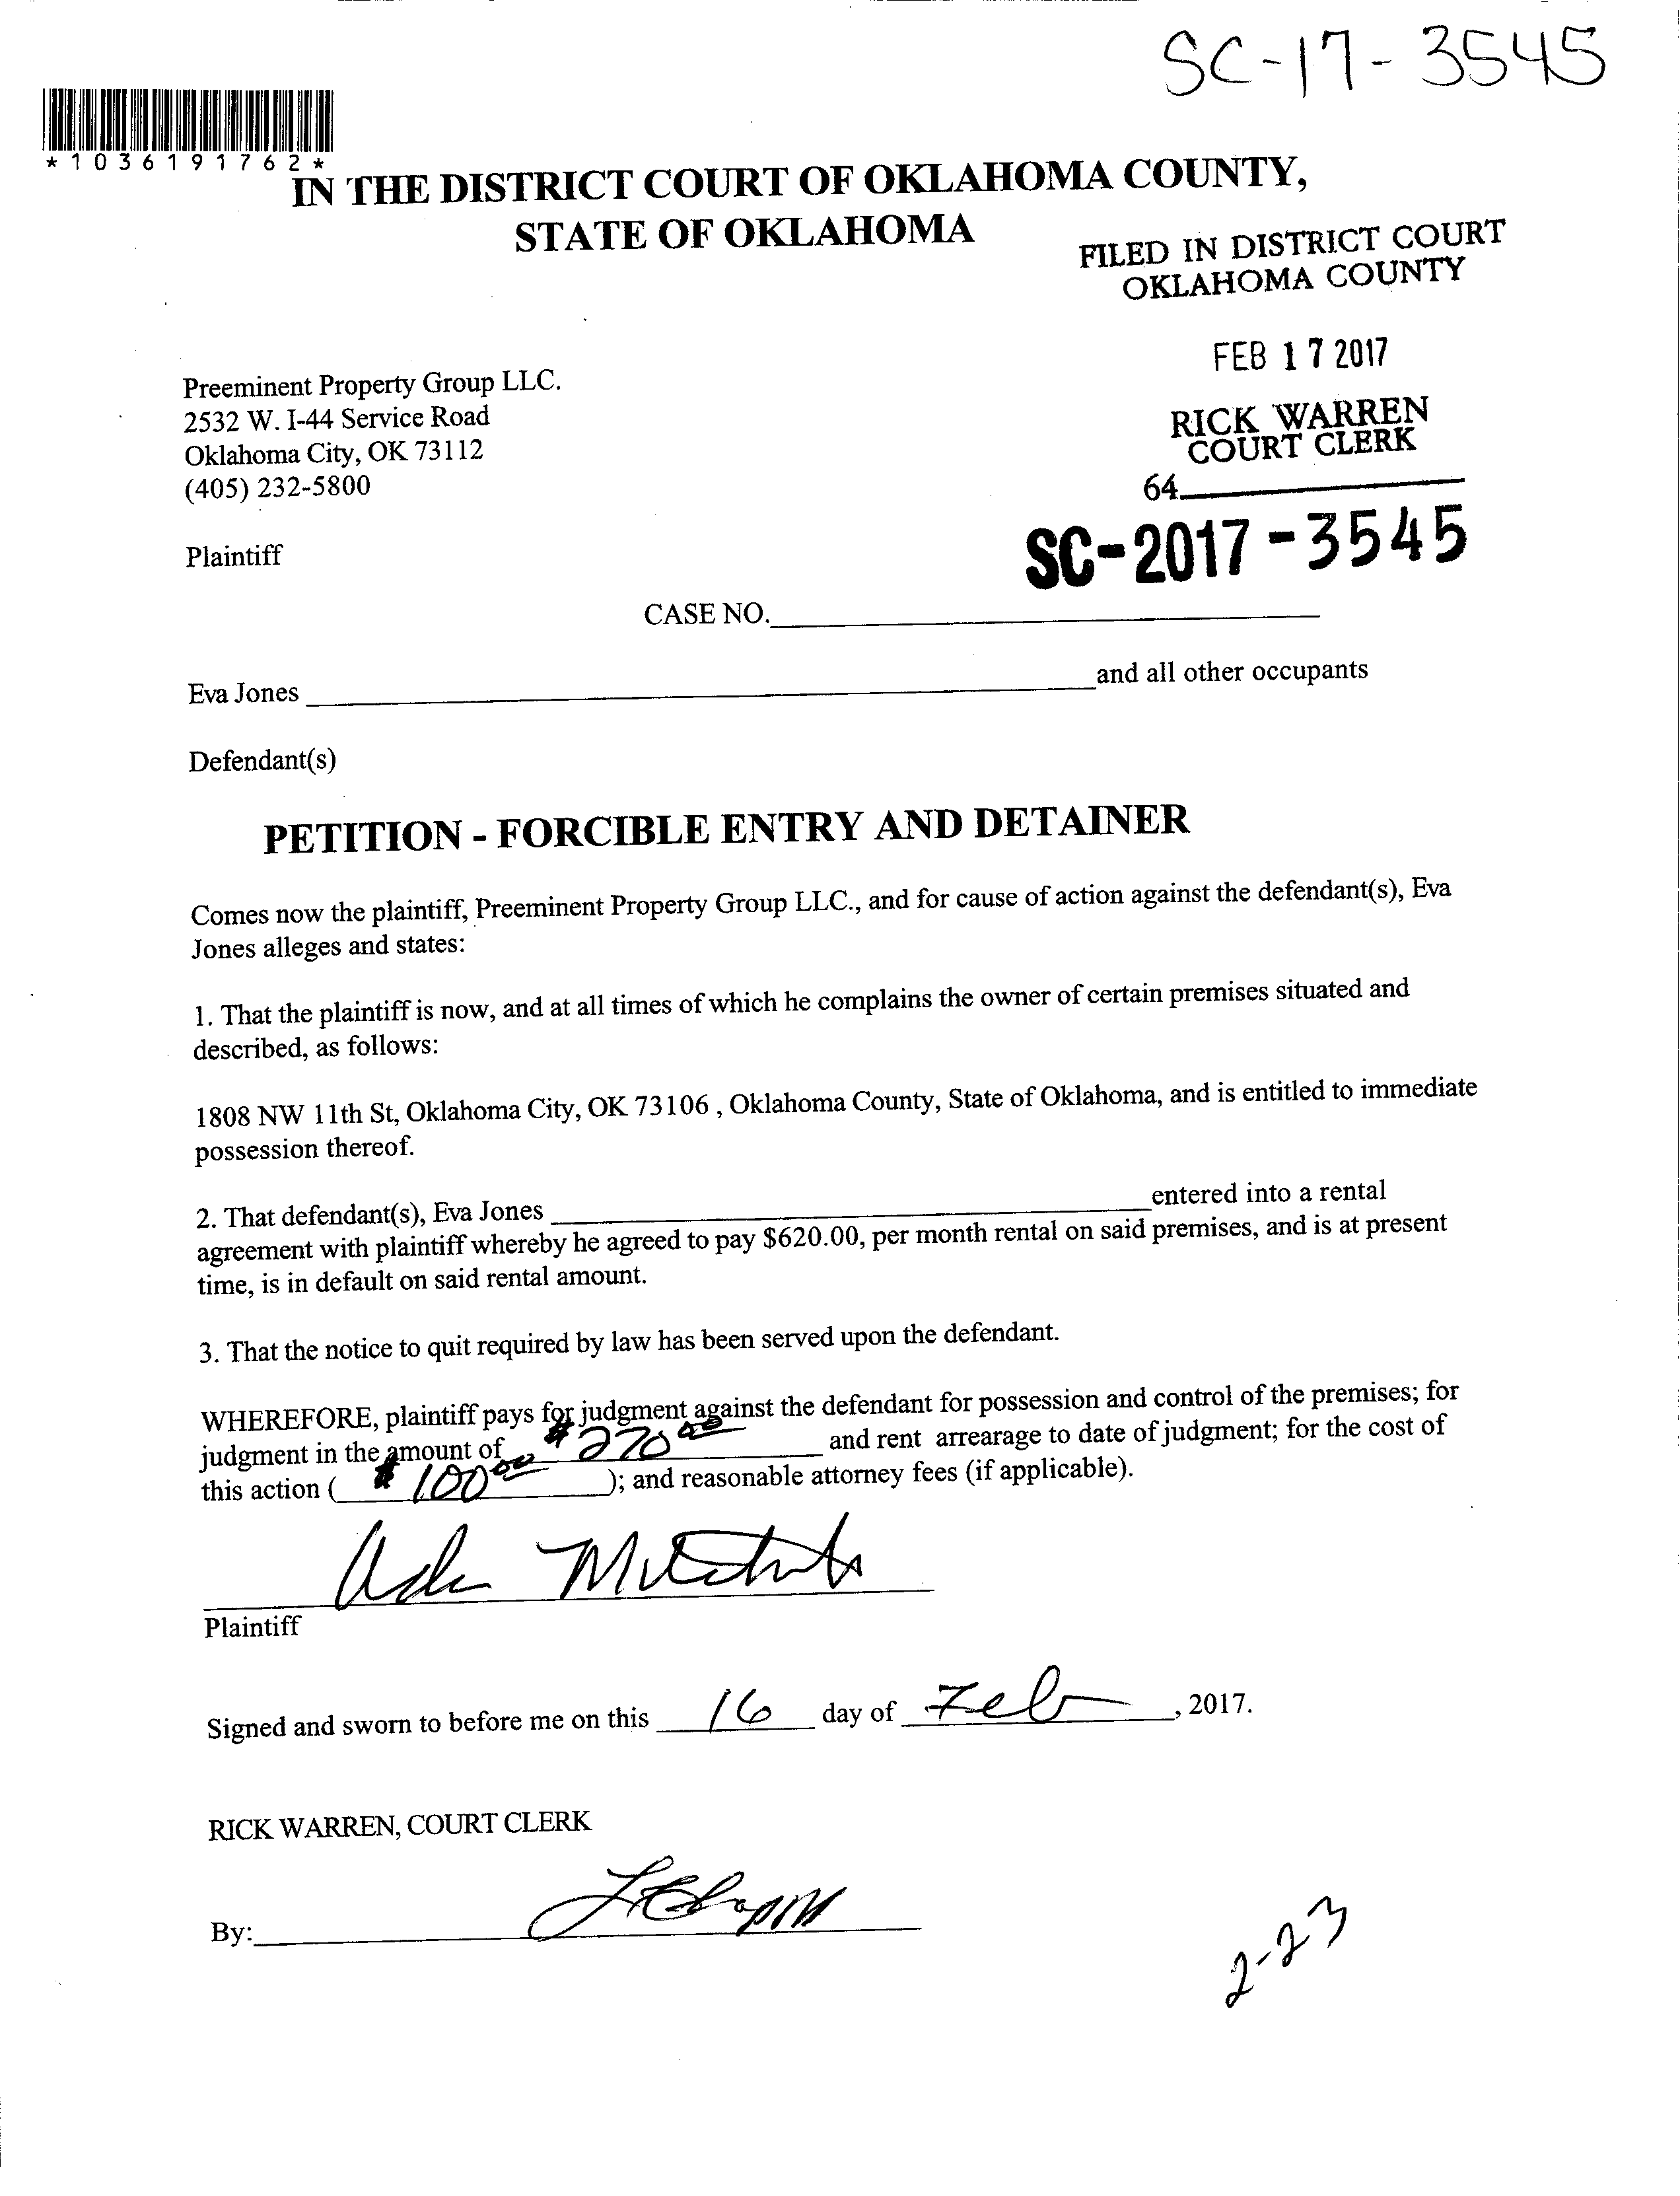 SC-17-3545
*1036191762*
IN THE DISTRICT COURT OF OKLAHOMA COUNTY,
STATE OF OKLAHOMA
FILED IN DISTRICT COURT
OKLAHOMA COUNTY
FEB 17 2017
RICK WARREN
COURT CLERK
64
Preeminent Property Group LLC.
2532 W. I-44 Service Road
Oklahoma City, OK 73112
(405) 232-5800
Plaintiff
SC-2017-3545
CASE NO.
Eva Jones and all other occupants
Defendant(s)
PETITION - FORCIBLE ENTRY AND DETAINER
Comes now the plaintiff, Preeminent Property Group LLC., and for cause of action against the defendant(s), Eva
Jones alleges and states:
1. That the plaintiff is now, and at all times of which he complains the owner of certain premises situated and
described, as follows:
1808 NW 11th St, Oklahoma City, OK 73106 , Oklahoma County, State of Oklahoma, and is entitled to immediate
possession thereof.
2. That defendant(s), Eva Jones entered into a rental
agreement with plaintiff whereby he agreed to pay $620.00, per month rental on said premises, and is at present
time, is in default on said rental amount.
3. That the notice to quit required by law has been served upon the defendant.
WHEREFORE, plaintiff pays for judgment against the defendant for possession and control of the premises; for
judgment in the amount of $270.00 and rent arrearage to date of judgment; for the cost of
this action ( $100.00 ); and reasonable attorney fees (if applicable).
Plaintiff
Signed and sworn to before me on this 16 day of Feb, 2017.
RICK WARREN, COURT CLERK
By:
2-23